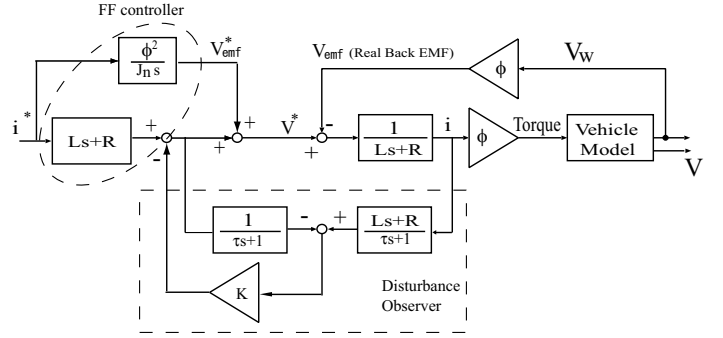 FF controller
ϕ²
Jₙ s
V*emf
i*
Ls+R
+
-
+
+
V*
Vemf (Real Back EMF)
-
+
1
Ls+R
i
ϕ
Torque
Vehicle
Model
ϕ
Vw
V
1
τs+1
-
+
Ls+R
τs+1
K
Disturbance
Observer